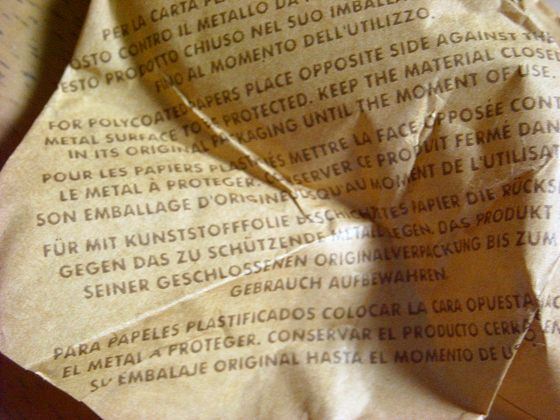 PER LA CARTA
OSTO CONTRO IL METALLO DA
ESTO PRODOTTO CHIUSO NEL SUO IMBALLA
FINO AL MOMENTO DELL'UTILIZZO.
FOR POLYCOATED PAPERS PLACE OPPOSITE SIDE AGAINST THE
METAL SURFACE TO BE PROTECTED. KEEP THE MATERIAL CLOSE
IN ITS ORIGINAL PACKAGING UNTIL THE MOMENT OF USE
POUR LES PAPIERS PLASTIFIES METTRE LA FACE OPPOSÉE CONT
LE METAL À PROTEGER. CONSERVER CE PRODUIT FERMÉ DAN
SON EMBALLAGE D'ORIGINE JUSQU'AU MOMENT DE L'UTILISAT
FÜR MIT KUNSTSTOFFFOLIE BESCHICHTETES PAPIER DIE RÜCKS
GEGEN DAS ZU SCHÜTZENDE METALL LEGEN. DAS PRODUKT
SEINER GESCHLOSSENEN ORIGINALVERPACKUNG BIS ZUM
GEBRAUCH AUFBEWAHREN.
PARA PAPELES PLASTIFICADOS COLOCAR LA CARA OPUESTA
EL METAL A PROTEGER. CONSERVAR EL PRODUCTO CERRA
SU EMBALAJE ORIGINAL HASTA EL MOMENTO DE USO.